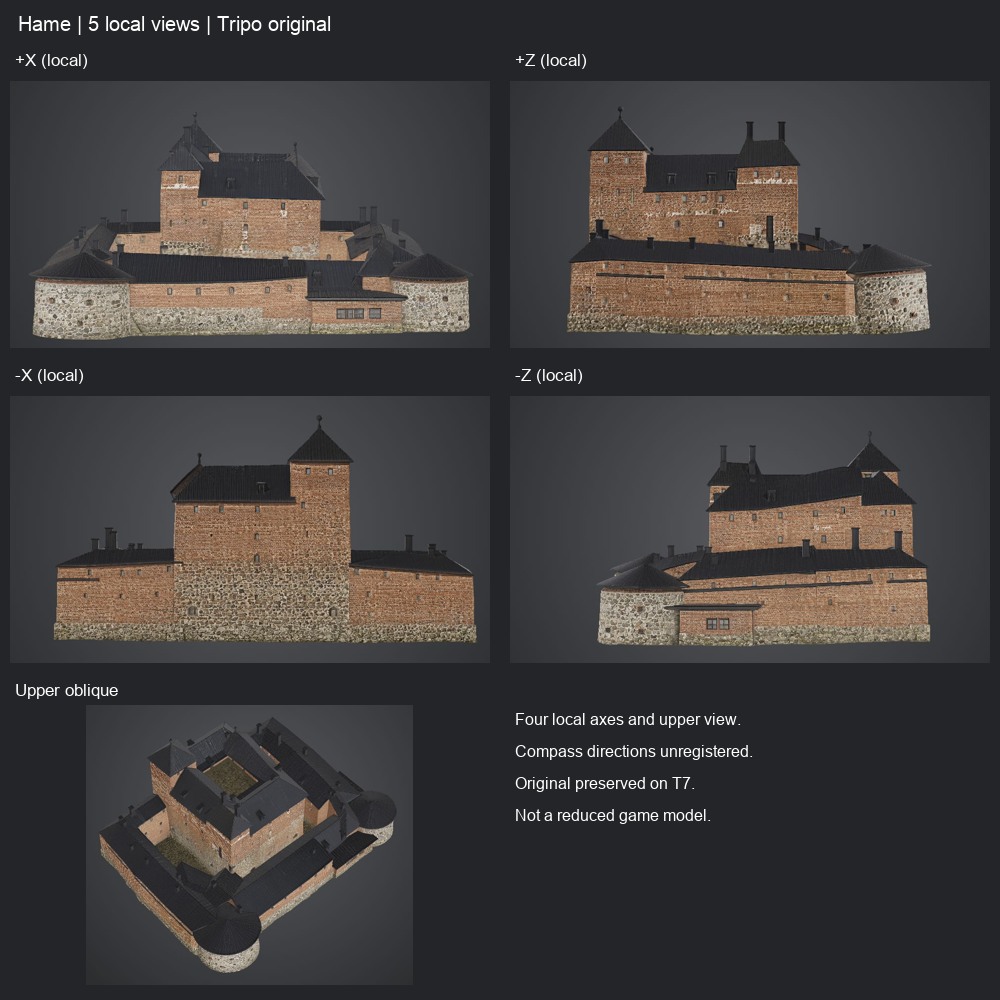 Hame | 5 local views | Tripo original
+X (local)
+Z (local)
-X (local)
-Z (local)
Upper oblique
Four local axes and upper view.
Compass directions unregistered.
Original preserved on T7.
Not a reduced game model.